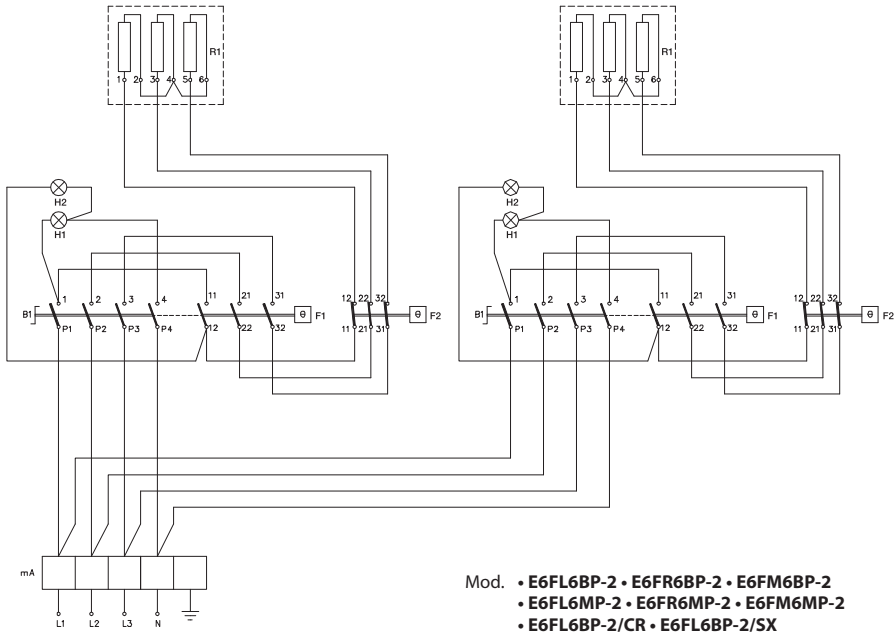 R1 R1
1 2 3 4 5 6 1 2 3 4 5 6
H2 H2
H1 H1
1 2 3 4 11 21 31 12 22 32 1 2 3 4 11 21 31 12 22 32
B1 θ F1 θ F2 B1 θ F1 θ F2
P1 P2 P3 P4 12 22 32 11 21 31 P1 P2 P3 P4 12 22 32 11 21 31
mA
L1 L2 L3 N
Mod. • E6FL6BP-2 • E6FR6BP-2 • E6FM6BP-2
• E6FL6MP-2 • E6FR6MP-2 • E6FM6MP-2
• E6FL6BP-2/CR • E6FL6BP-2/SX